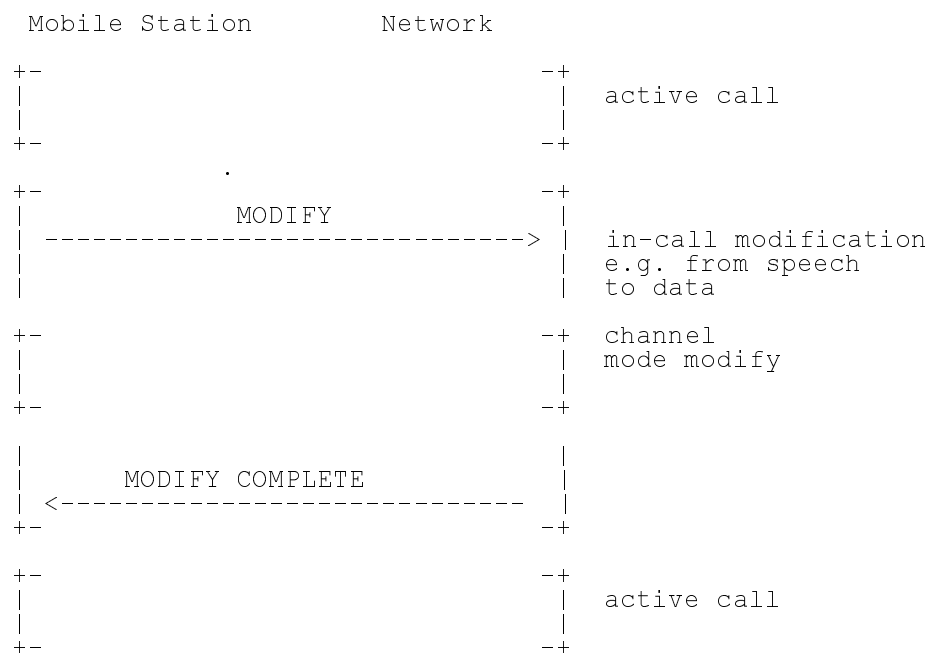 Mobile Station Network
active call
.
MODIFY
in-call modification
e.g. from speech
to data
channel
mode modify
MODIFY COMPLETE
active call